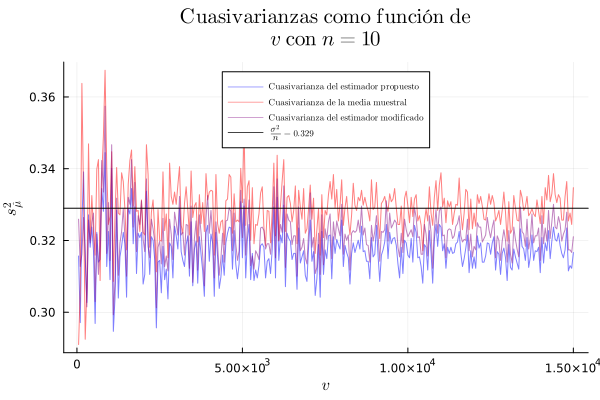 Cuasivarianzas como función de
v con n = 10
Cuasivarianza del estimador propuesto
Cuasivarianza de la media muestral
Cuasivarianza del estimador modificado
σ²/n − 0.329
0.36
0.34
0.32
0.30
s²_μ̂
0
5.00×10³
1.00×10⁴
1.50×10⁴
v